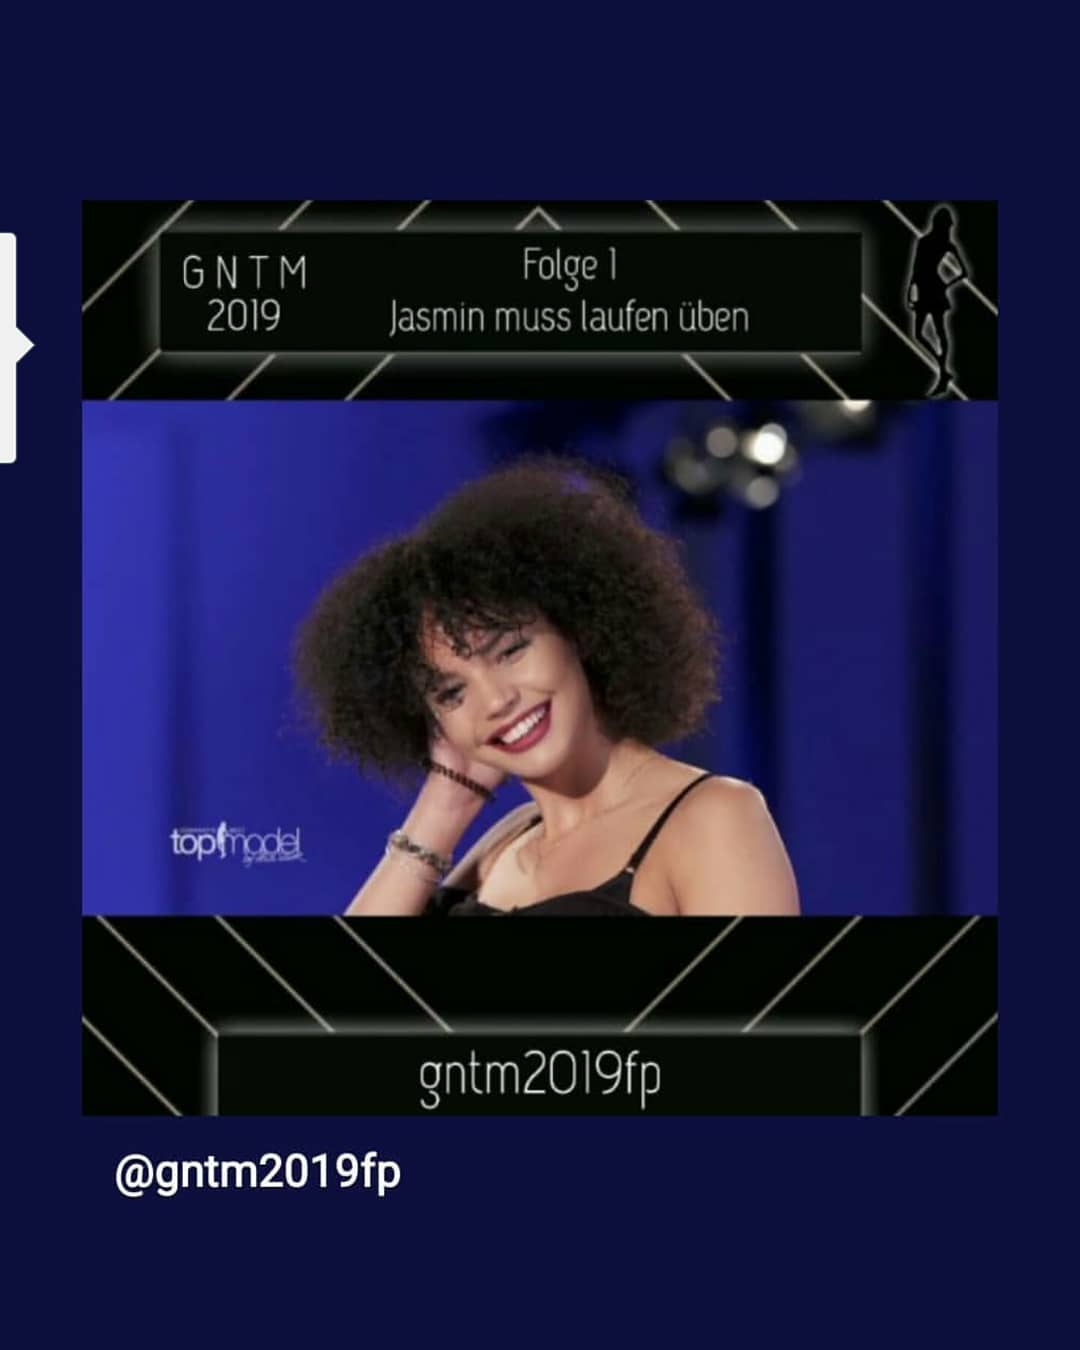 GNTM
2019
Folge 1
Jasmin muss laufen üben
topmodel
gntm2019fp
@gntm2019fp